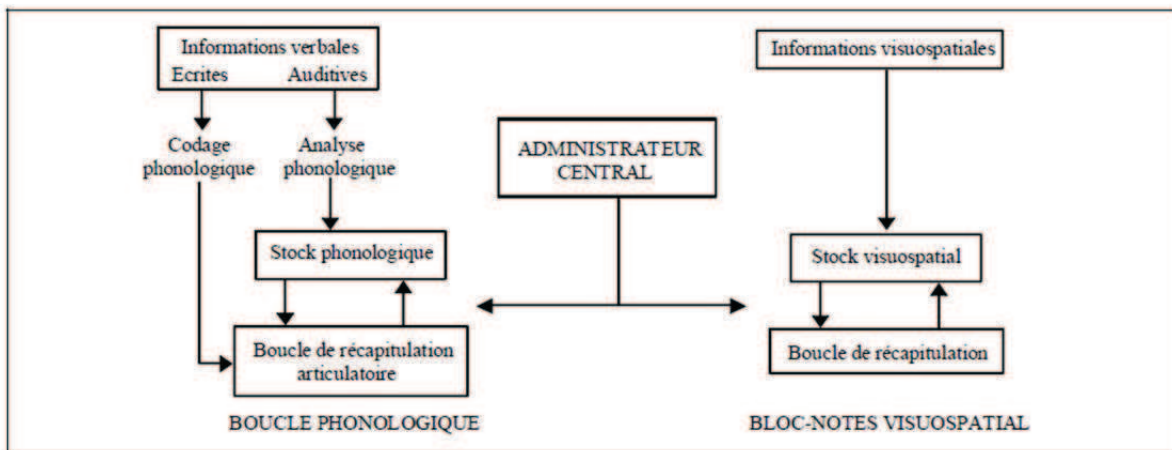 Informations verbales
Ecrites Auditives
Codage
phonologique
Analyse
phonologique
Stock phonologique
Boucle de récapitulation
articulatoire
BOUCLE PHONOLOGIQUE
ADMINISTRATEUR
CENTRAL
Informations visuospatiales
Stock visuospatial
Boucle de récapitulation
BLOC-NOTES VISUOSPATIAL